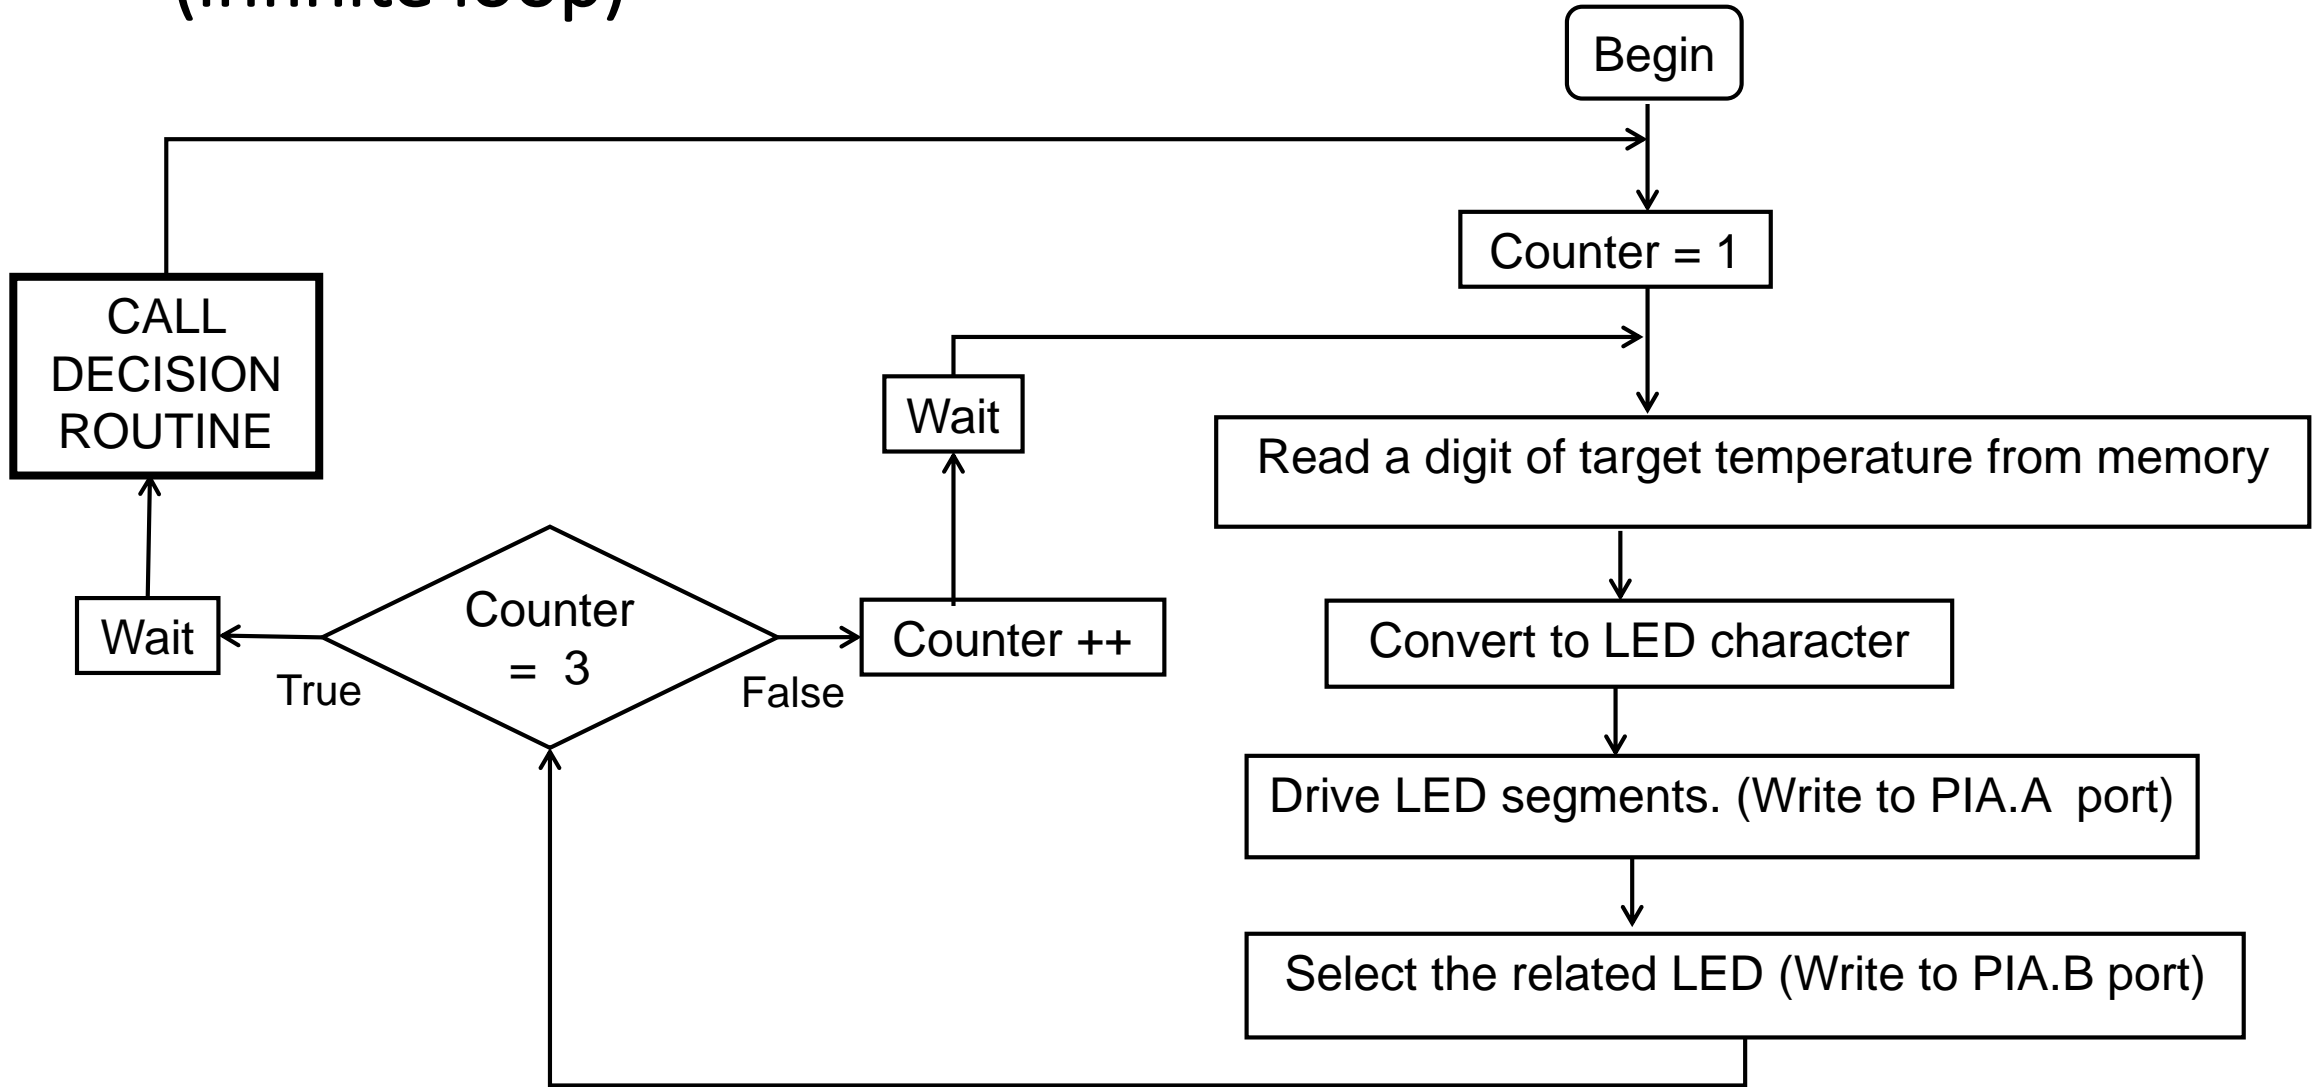 (infinite loop)
Begin
Counter = 1
CALL
DECISION
ROUTINE
Wait
Read a digit of target temperature from memory
Counter
= 3
Wait
True
False
Counter ++
Convert to LED character
Drive LED segments. (Write to PIA.A port)
Select the related LED (Write to PIA.B port)